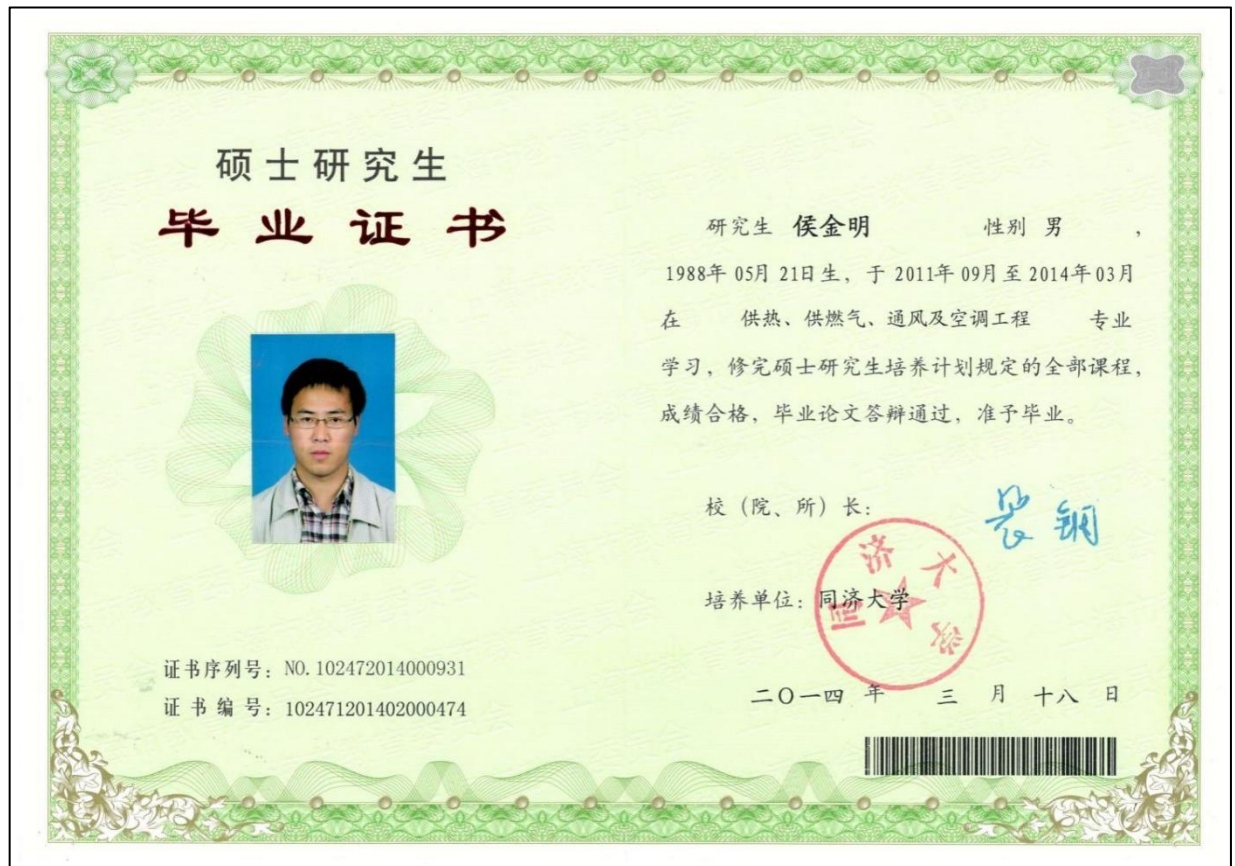 硕士研究生
毕业证书
研究生 侯金明 性别 男 ，
1988年 05月 21日生，于 2011年 09月至 2014年 03月
在 供热、供燃气、通风及空调工程 专业
学习，修完硕士研究生培养计划规定的全部课程，
成绩合格，毕业论文答辩通过，准予毕业。
校（院、所）长：
裴钢
培养单位：同济大学
同济大学
二〇一四 年 三 月 十八 日
证书序列号：NO. 102472014000931
证 书 编 号：102471201402000474